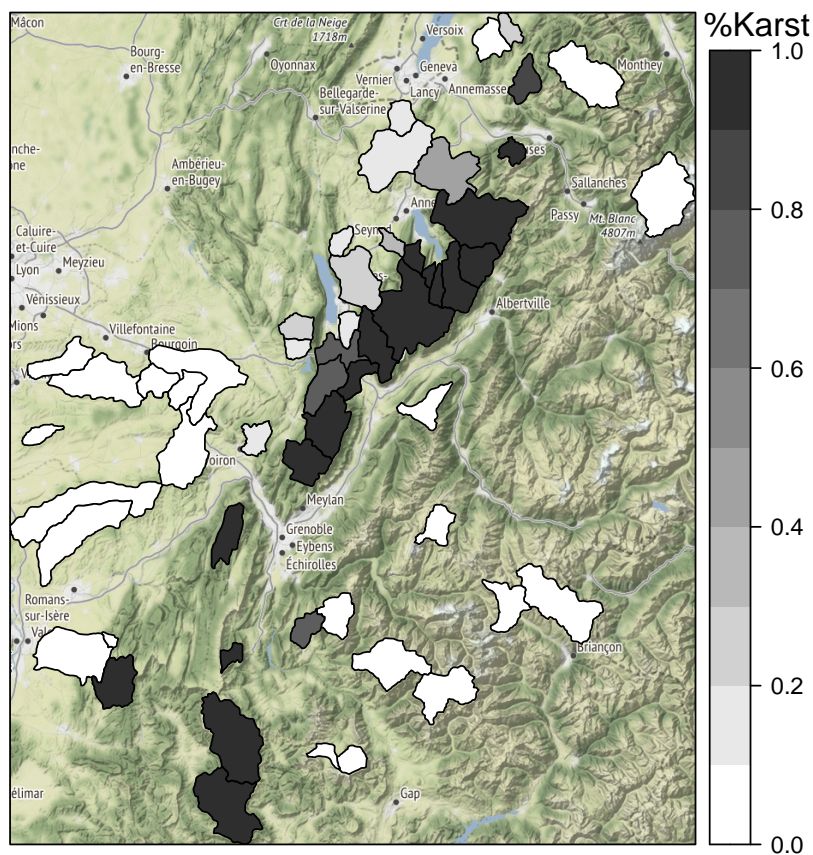 %Karst
Mâcon
Crt de la Neige
1718m
Versoix
Bourg-
en-Bresse
Oyonnax
Vernier
Geneva
Monthey
Lancy
Annemasse
Bellegarde-
sur-Valserine
Ambérieu-
en-Bugey
Sallanches
Passy
Mt. Blanc
4807m
Caluire-
et-Cuire
Lyon
Meyzieu
Vénissieux
Villefontaine
Bourgoin
Albertville
Meylan
Grenoble
Eybens
Échirolles
Romans-
sur-Isère
Briançon
Gap
1.0
0.8
0.6
0.4
0.2
0.0